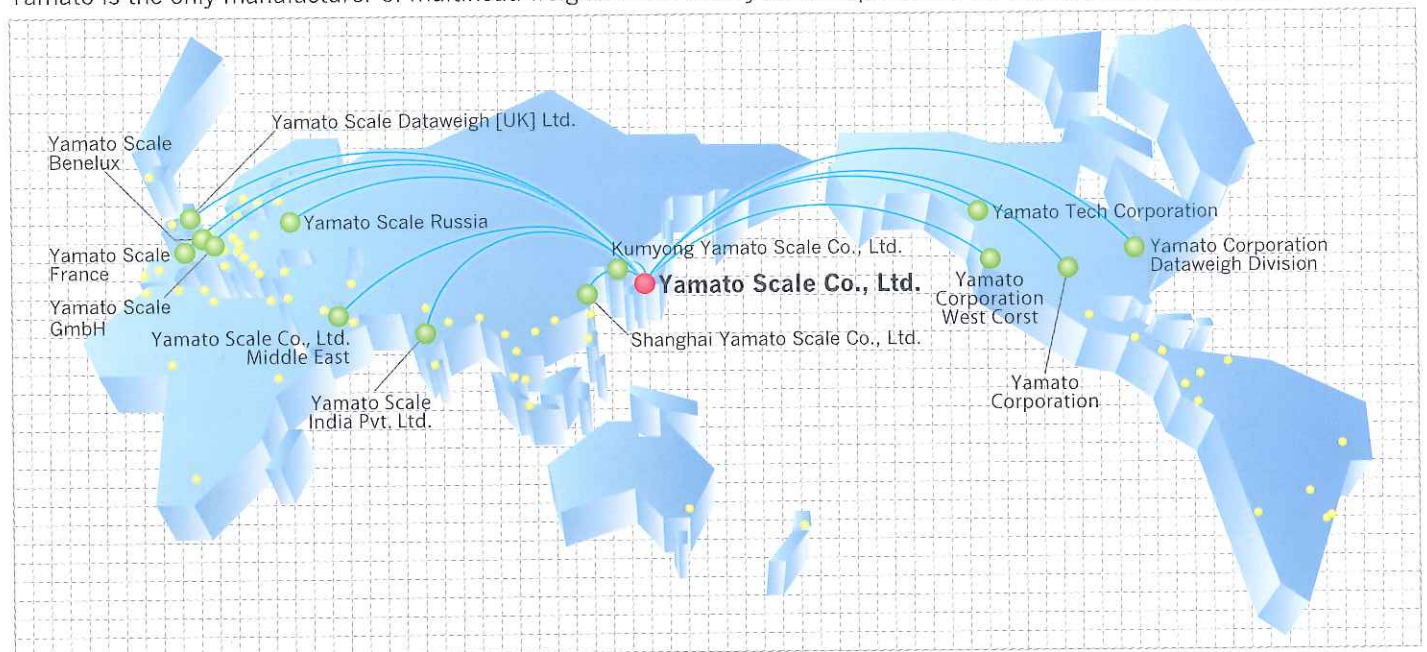 Yamato Scale Dataweigh [UK] Ltd.
Yamato Scale
Benelux
Yamato Scale Russia
Yamato Scale
France
Yamato Scale
GmbH
Yamato Scale Co., Ltd.
Middle East
Yamato Scale
India Pvt. Ltd.
Kumyong Yamato Scale Co., Ltd.
Yamato Scale Co., Ltd.
Shanghai Yamato Scale Co., Ltd.
Yamato Tech Corporation
Yamato Corporation
Dataweigh Division
Yamato
Corporation
West Corst
Yamato
Corporation